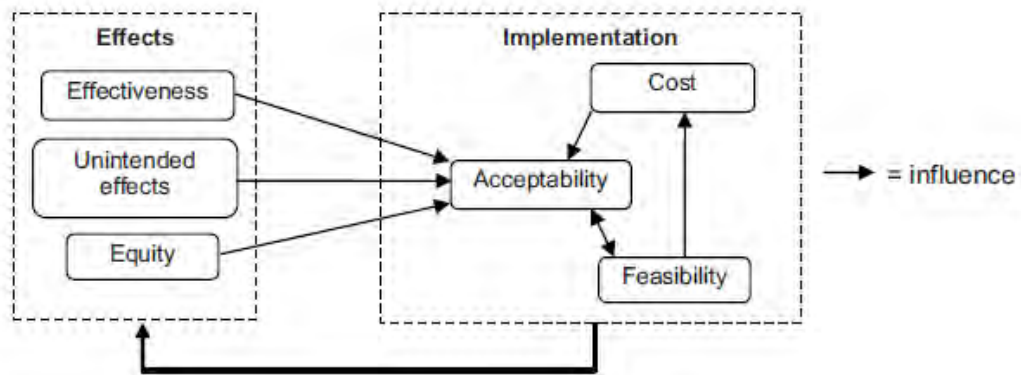 Effects
Effectiveness
Unintended
effects
Equity
Implementation
Cost
Acceptability
Feasibility
= influence